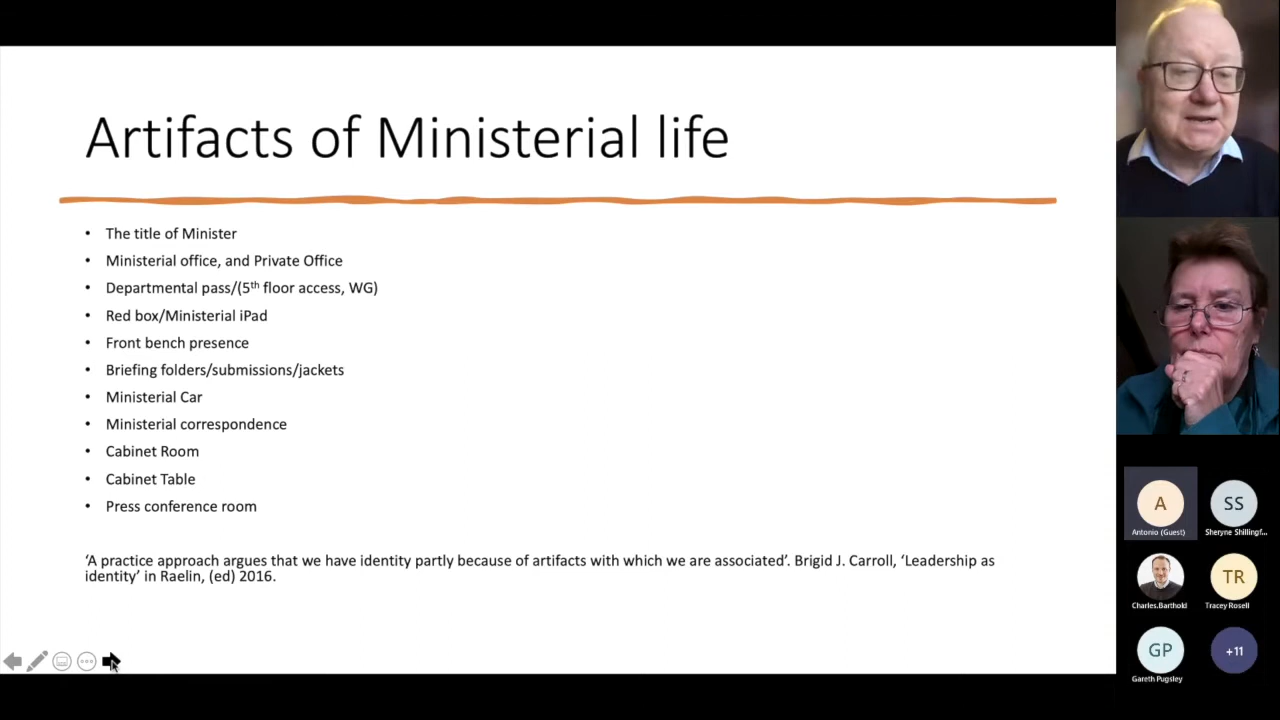 Artifacts of Ministerial life
• The title of Minister
• Ministerial office, and Private Office
• Departmental pass/(5th floor access, WG)
• Red box/Ministerial iPad
• Front bench presence
• Briefing folders/submissions/jackets
• Ministerial Car
• Ministerial correspondence
• Cabinet Room
• Cabinet Table
• Press conference room
‘A practice approach argues that we have identity partly because of artifacts with which we are associated’. Brigid J. Carroll, ‘Leadership as
identity’ in Raelin, (ed) 2016.
A
Antonio (Guest)
SS
Sheryne Shillingf...
Charles.Barthold
TR
Tracey Rosell
GP
Gareth Pugsley
+11